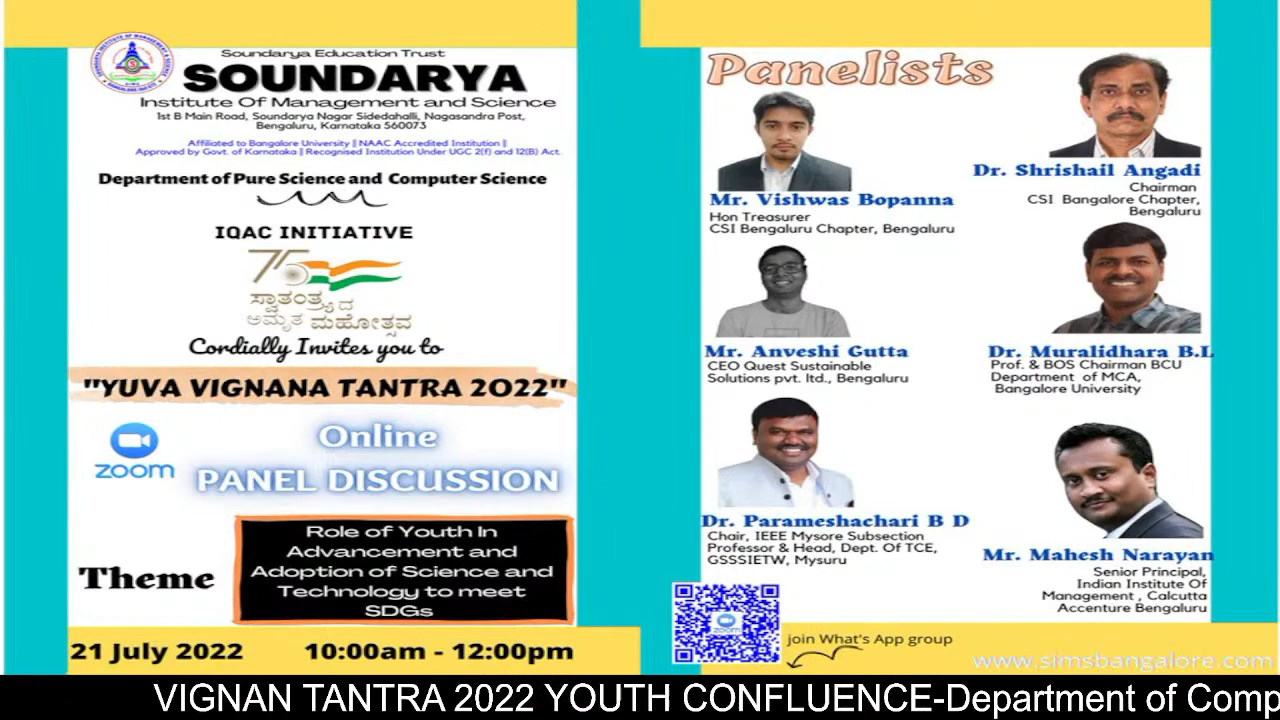 Soundarya Education Trust
SOUNDARYA
Institute Of Management and Science
1st B Main Road, Soundarya Nagar Sidedahalli, Nagasandra Post,
Bengaluru, Karnataka 560073
Affiliated to Bangalore University || NAAC Accredited Institution ||
Approved by Govt. of Karnataka || Recognised Institution Under UGC 2(f) and 12(B) Act.
Department of Pure Science and Computer Science
IQAC INITIATIVE
75
ಸ್ವಾತಂತ್ರ್ಯದ
ಅಮೃತ ಮಹೋತ್ಸವ
Cordially Invites you to
"YUVA VIGNANA TANTRA 2022"
zoom
Online
PANEL DISCUSSION
Theme
Role of Youth In
Advancement and
Adoption of Science and
Technology to meet
SDGs
21 July 2022 10:00am - 12:00pm
Panelists
Mr. Vishwas Bopanna
Hon Treasurer
CSI Bengaluru Chapter, Bengaluru
Dr. Shrishail Angadi
Chairman
CSI Bangalore Chapter,
Bengaluru
Mr. Anveshi Gutta
CEO Quest Sustainable
Solutions pvt. ltd., Bengaluru
Dr. Muralidhara B.L
Prof. & BOS Chairman BCU
Department of MCA,
Bangalore University
Dr. Parameshachari B D
Chair, IEEE Mysore Subsection
Professor & Head, Dept. Of TCE,
GSSSIETW, Mysuru
Mr. Mahesh Narayan
Senior Principal,
Indian Institute Of
Management , Calcutta
Accenture Bengaluru
zoom
join What's App group
www.simsbangalore.com
VIGNAN TANTRA 2022 YOUTH CONFLUENCE-Department of Comp